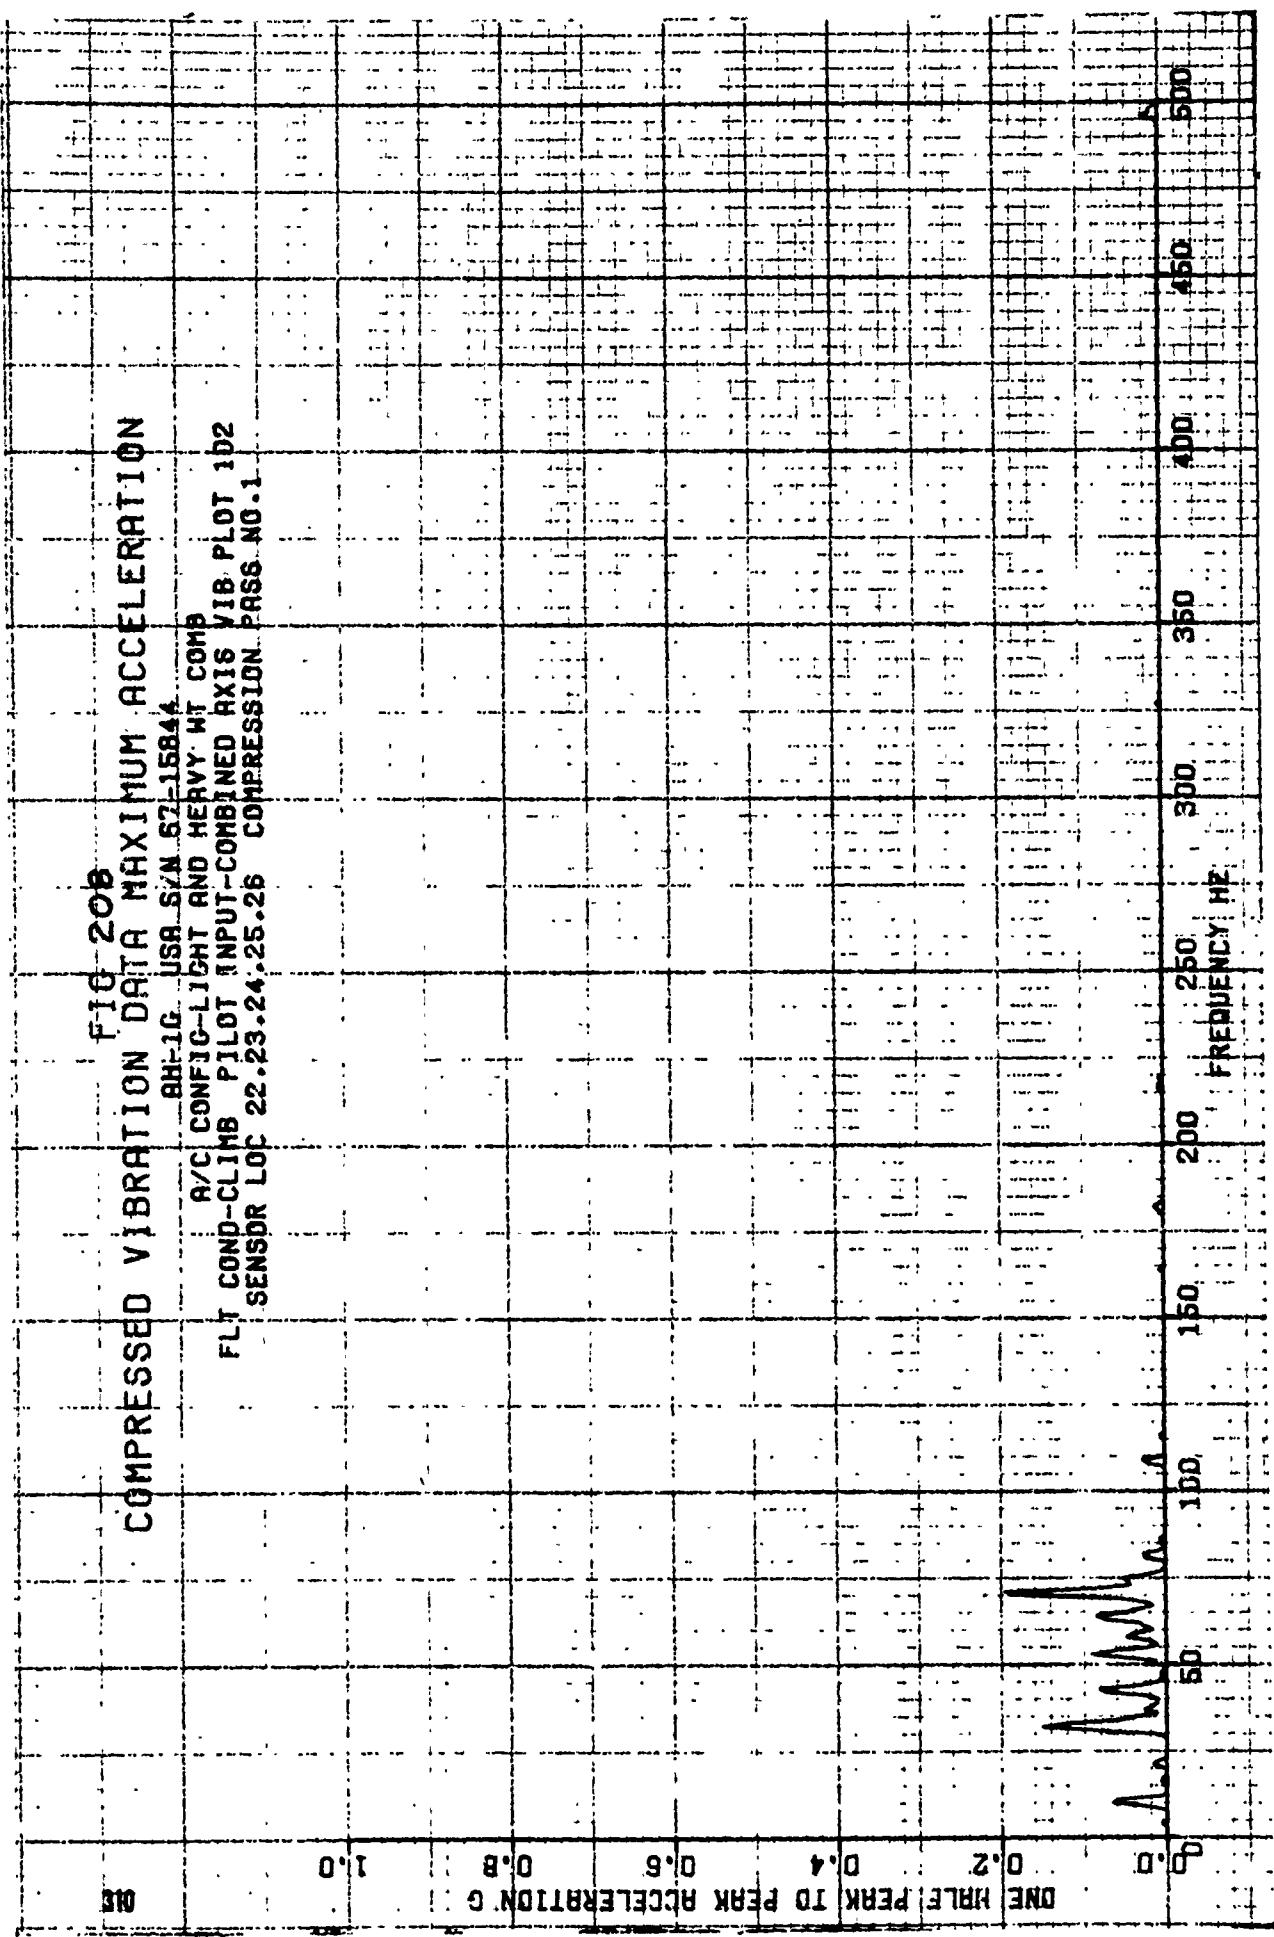 FIG 208
COMPRESSED VIBRATION DATA MAXIMUM ACCELERATION
AH-1G USA S/N 67-15844
A/C CONFIG-LIGHT AND HEAVY WT COMB
FLT COND-CLIMB PILOT INPUT-COMBINED AXIS VIB PLOT 102
SENSOR LOC 22.23.24.25.26 COMPRESSION PASS NO.1
ONE HALF PEAK TO PEAK ACCELERATION G
1.0
0.8
0.6
0.4
0.2
0.0
0 50 100 150 200 250 300 350 400 450 500
FREQUENCY HZ